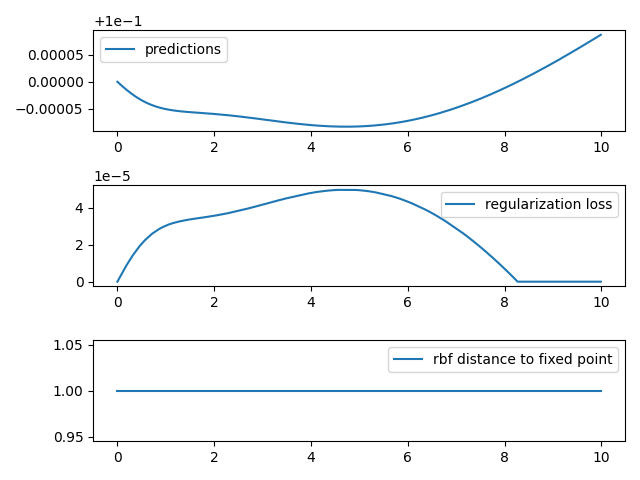 +1e−1
predictions
0.00005
0.00000
−0.00005
0 2 4 6 8 10
1e−5
regularization loss
4
2
0
0 2 4 6 8 10
1.05
rbf distance to fixed point
1.00
0.95
0 2 4 6 8 10